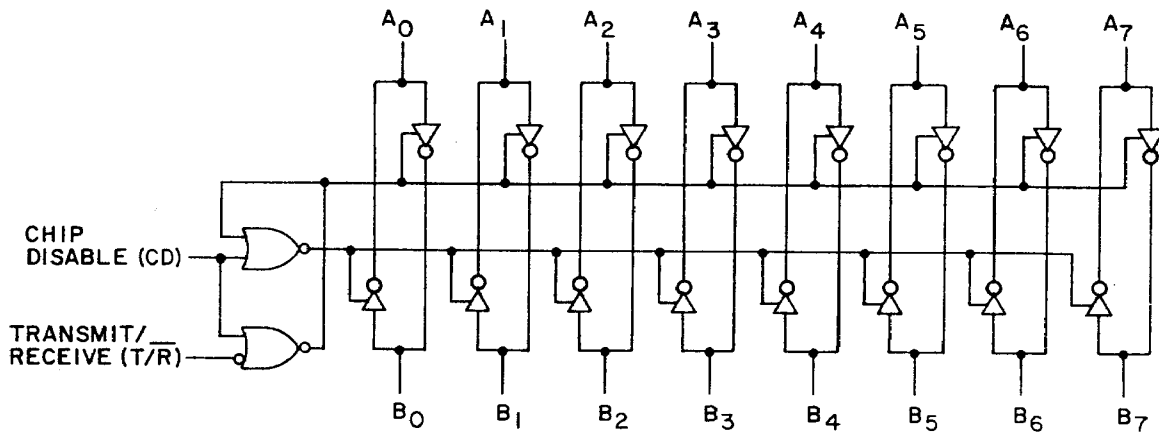 A0 A1 A2 A3 A4 A5 A6 A7
CHIP
DISABLE (CD)
TRANSMIT/
RECEIVE (T/R̅)
B0 B1 B2 B3 B4 B5 B6 B7